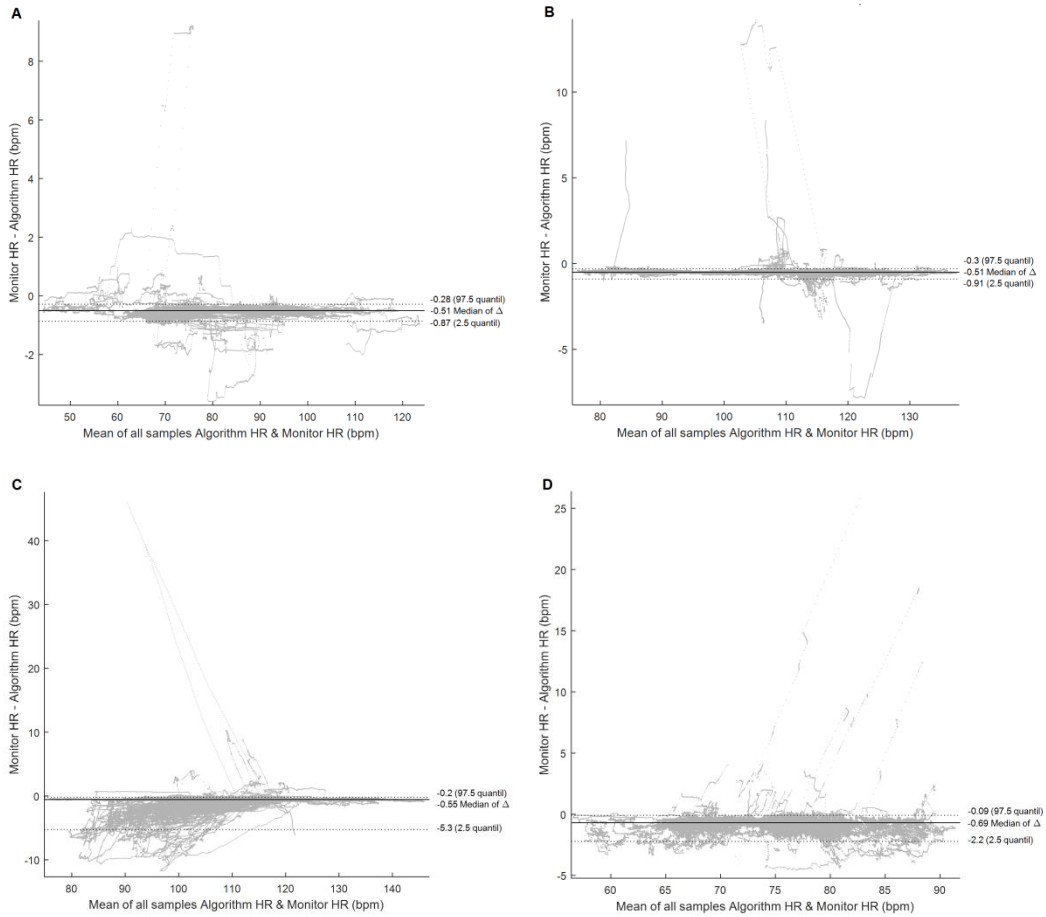 A
8
6
4
2
0
-2
Monitor HR - Algorithm HR (bpm)
-0.28 (97.5 quantil)
-0.51 Median of Δ
-0.87 (2.5 quantil)
50 60 70 80 90 100 110 120
Mean of all samples Algorithm HR & Monitor HR (bpm)
B
10
5
0
-5
Monitor HR - Algorithm HR (bpm)
-0.3 (97.5 quantil)
-0.51 Median of Δ
-0.91 (2.5 quantil)
80 90 100 110 120 130
Mean of all samples Algorithm HR & Monitor HR (bpm)
C
40
30
20
10
0
-10
Monitor HR - Algorithm HR (bpm)
-0.2 (97.5 quantil)
-0.55 Median of Δ
-5.3 (2.5 quantil)
80 90 100 110 120 130 140
Mean of all samples Algorithm HR & Monitor HR (bpm)
D
25
20
15
10
5
0
-5
Monitor HR - Algorithm HR (bpm)
-0.09 (97.5 quantil)
-0.69 Median of Δ
-2.2 (2.5 quantil)
60 65 70 75 80 85 90
Mean of all samples Algorithm HR & Monitor HR (bpm)